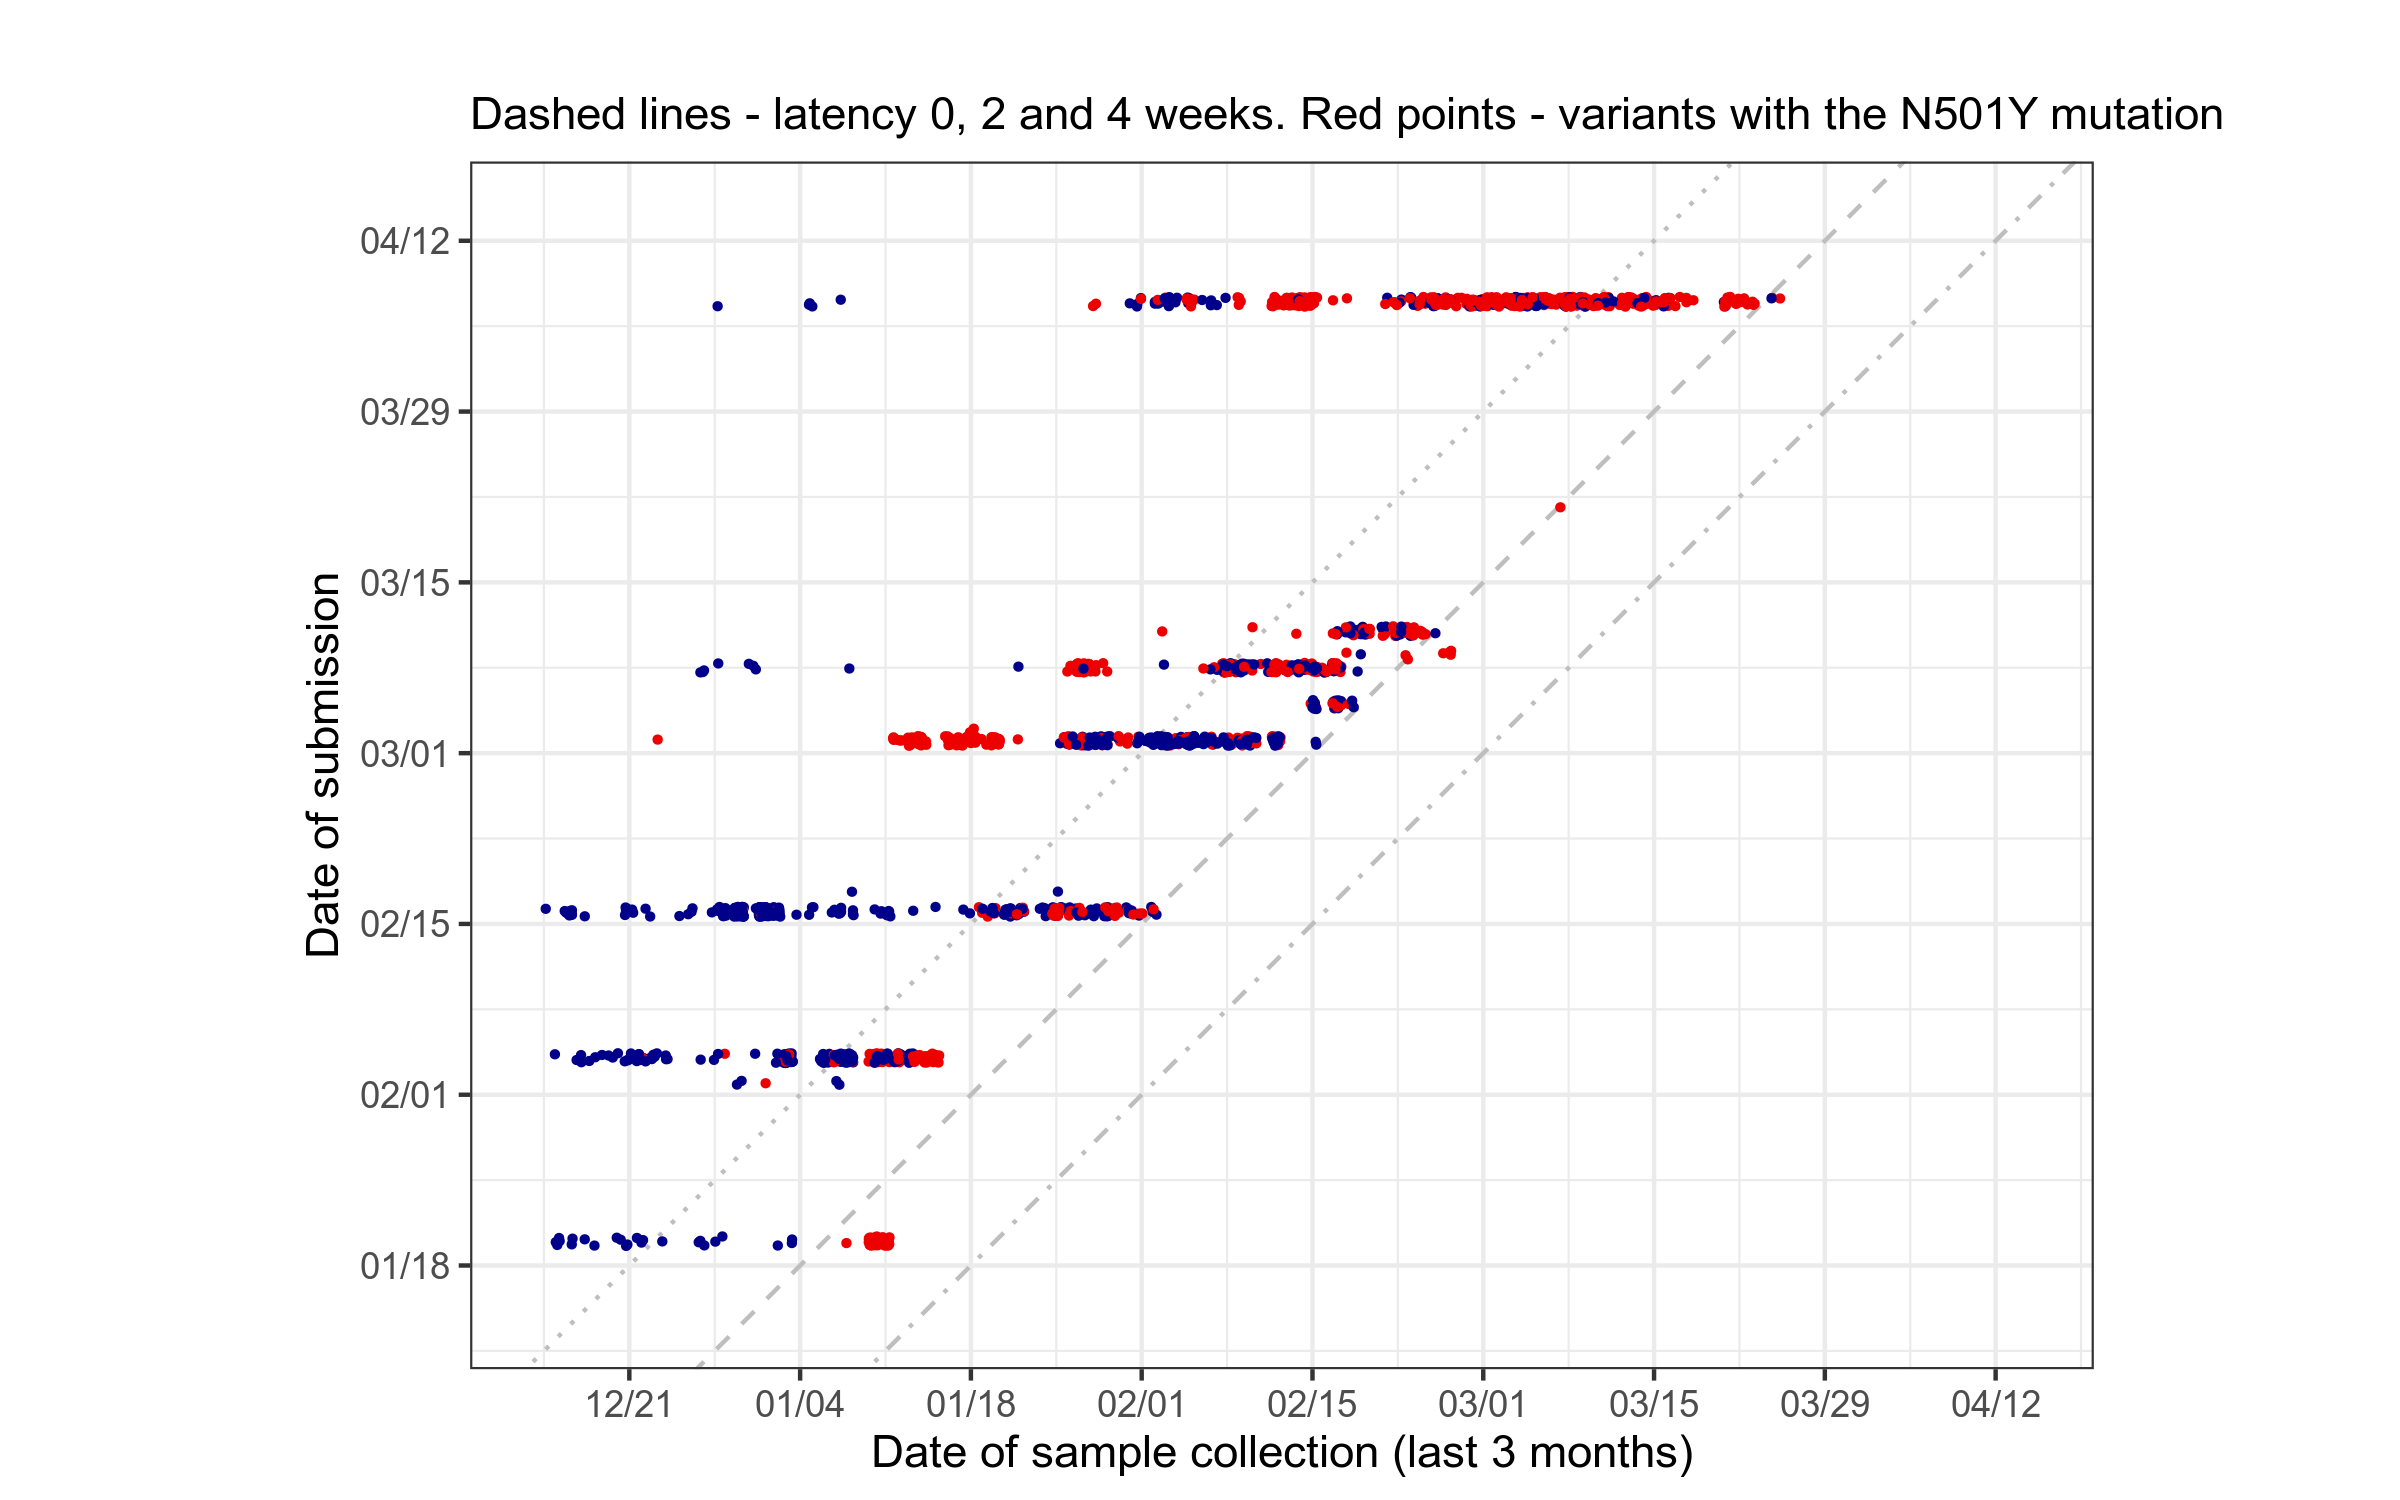 Dashed lines - latency 0, 2 and 4 weeks. Red points - variants with the N501Y mutation
Date of submission
04/12
03/29
03/15
03/01
02/15
02/01
01/18
12/21 01/04 01/18 02/01 02/15 03/01 03/15 03/29 04/12
Date of sample collection (last 3 months)